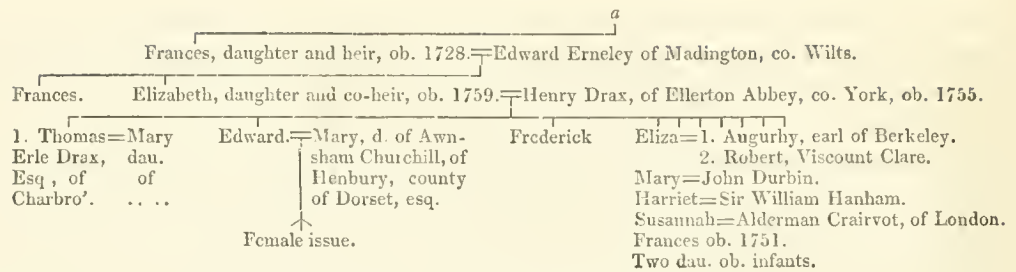 a
Frances, daughter and heir, ob. 1728.=Edward Erneley of Madington, co. Wilts.
Frances. Elizabeth, daughter and co-heir, ob. 1759.=Henry Drax, of Ellerton Abbey, co. York, ob. 1755.
1. Thomas=Mary
Erle Drax, dau.
Esq, of of
Charbro'. .. ..
Edward.=Mary, d. of Awn-
sham Churchill, of
Henbury, county
of Dorset, esq.
Female issue.
Frederick
Eliza=1. Augurhy, earl of Berkeley.
2. Robert, Viscount Clare.
Mary=John Durbin.
Harriet=Sir William Hanham.
Susannah=Alderman Crairvot, of London.
Frances ob. 1751.
Two dau. ob. infants.